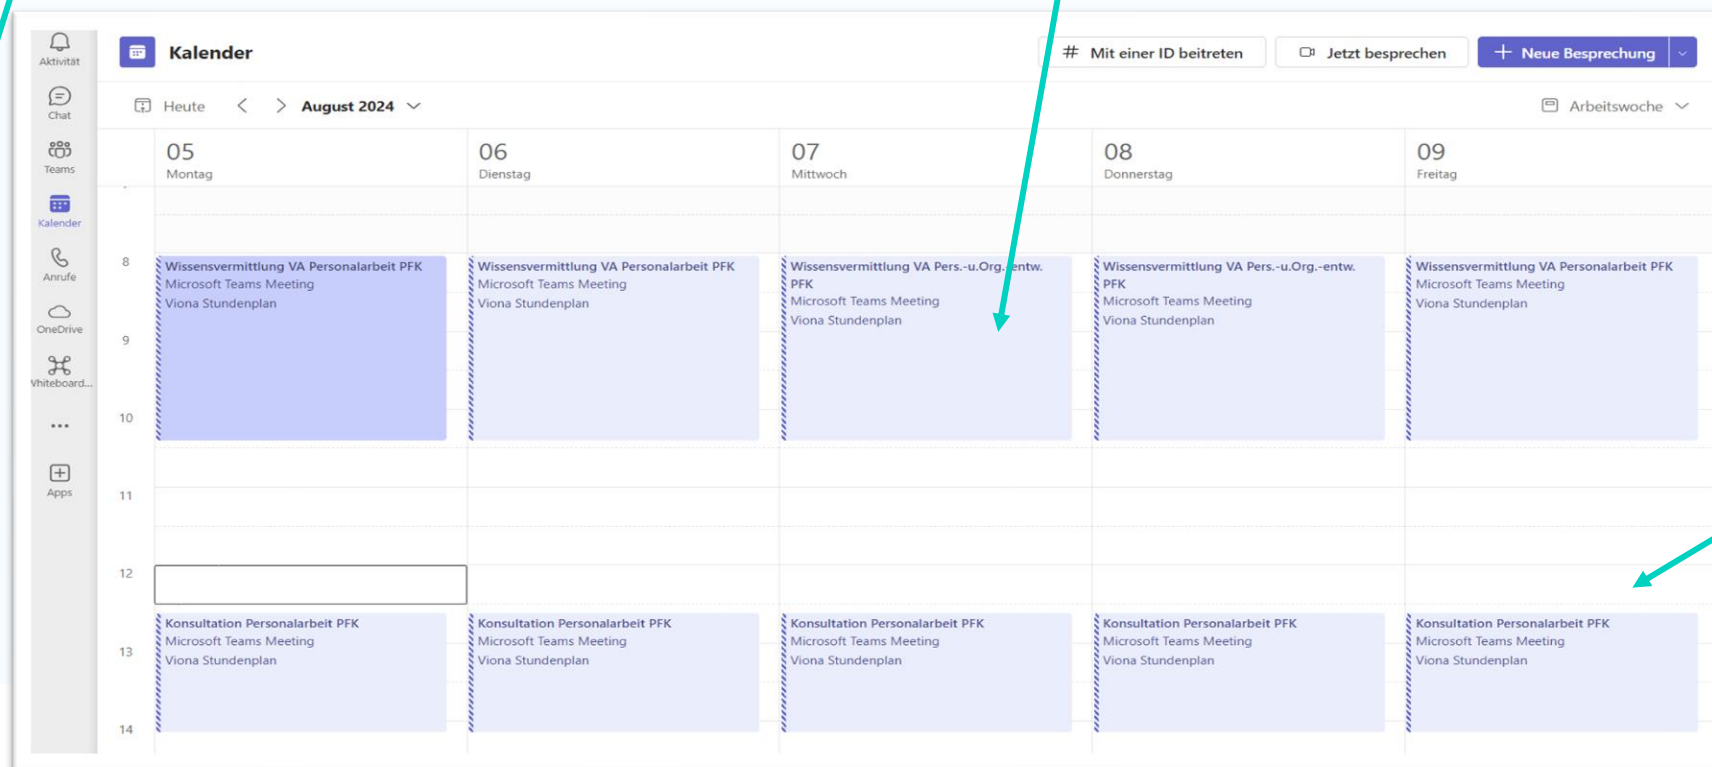 Aktivität
Chat
Teams
Kalender
Anrufe
OneDrive
Whiteboard...
Apps
Kalender
# Mit einer ID beitreten
Jetzt besprechen
+ Neue Besprechung
Heute
August 2024
Arbeitswoche
05
Montag
06
Dienstag
07
Mittwoch
08
Donnerstag
09
Freitag
8
9
10
11
12
13
14
Wissensvermittlung VA Personalarbeit PFK
Microsoft Teams Meeting
Viona Stundenplan
Wissensvermittlung VA Personalarbeit PFK
Microsoft Teams Meeting
Viona Stundenplan
Wissensvermittlung VA Pers.-u.Org.-entw.
PFK
Microsoft Teams Meeting
Viona Stundenplan
Wissensvermittlung VA Pers.-u.Org.-entw.
PFK
Microsoft Teams Meeting
Viona Stundenplan
Wissensvermittlung VA Personalarbeit PFK
Microsoft Teams Meeting
Viona Stundenplan
Konsultation Personalarbeit PFK
Microsoft Teams Meeting
Viona Stundenplan
Konsultation Personalarbeit PFK
Microsoft Teams Meeting
Viona Stundenplan
Konsultation Personalarbeit PFK
Microsoft Teams Meeting
Viona Stundenplan
Konsultation Personalarbeit PFK
Microsoft Teams Meeting
Viona Stundenplan
Konsultation Personalarbeit PFK
Microsoft Teams Meeting
Viona Stundenplan